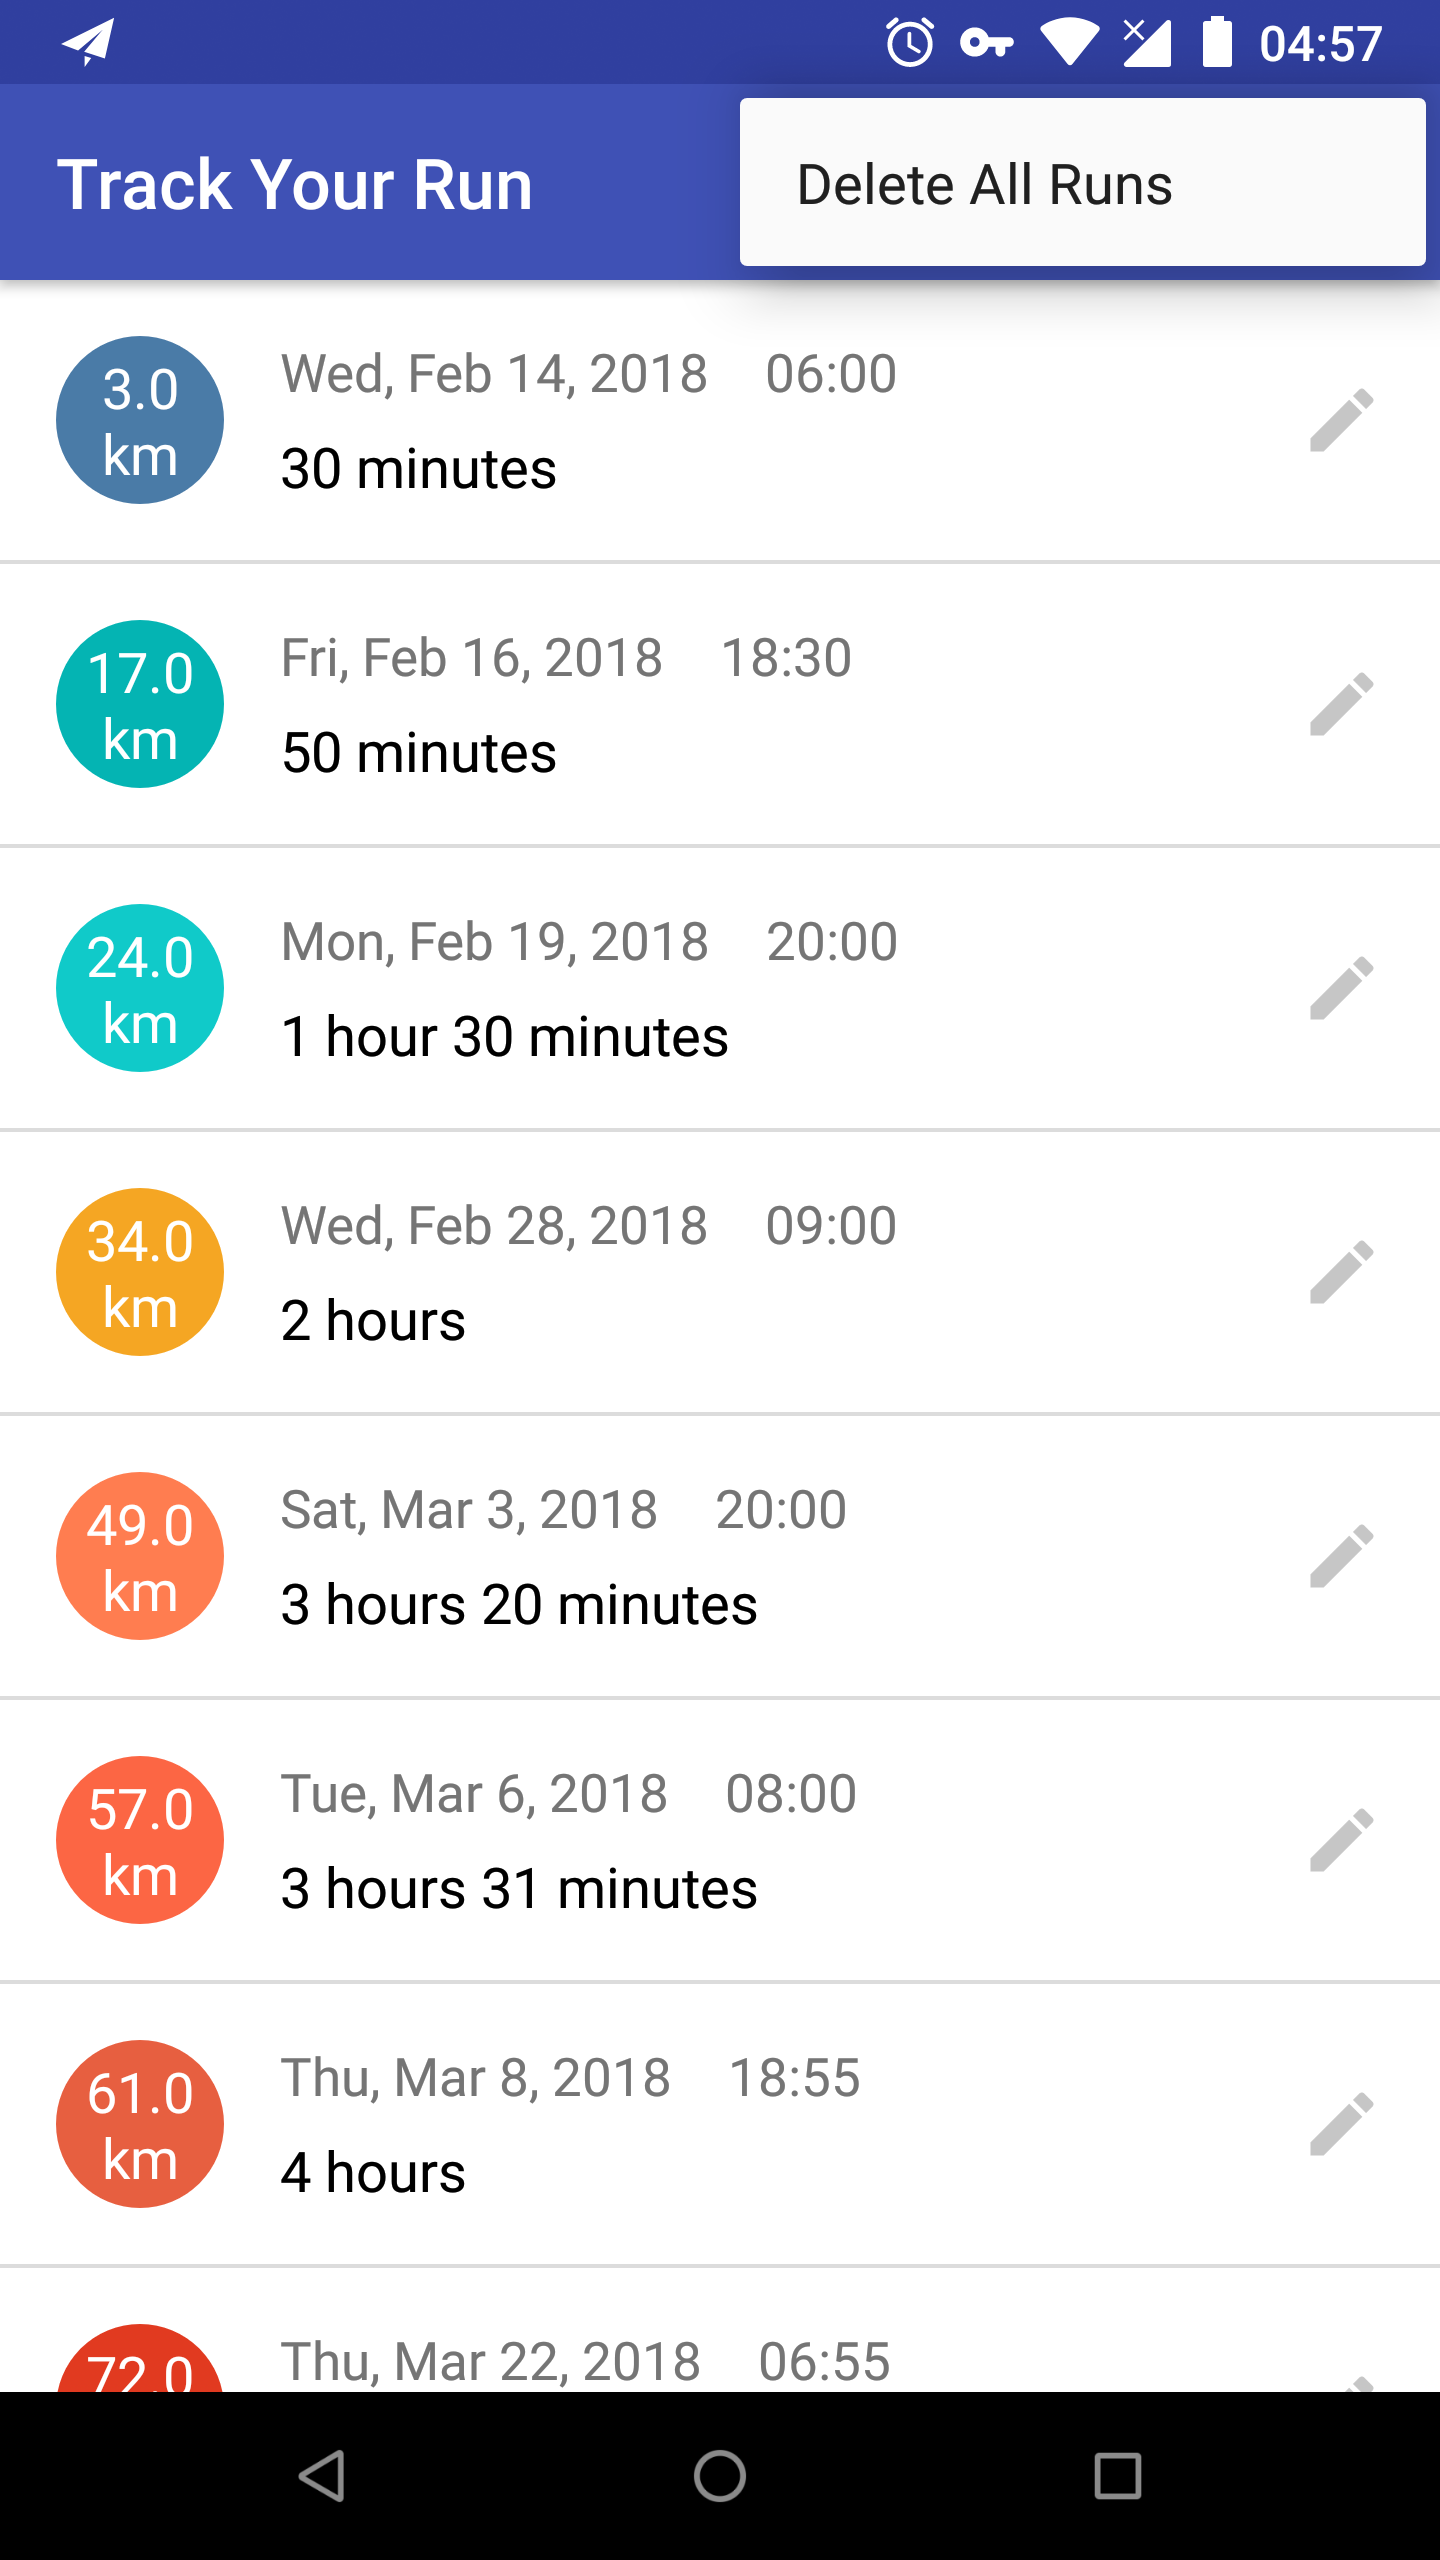 04:57
Track Your Run
Delete All Runs
3.0
km
Wed, Feb 14, 2018 06:00
30 minutes
17.0
km
Fri, Feb 16, 2018 18:30
50 minutes
24.0
km
Mon, Feb 19, 2018 20:00
1 hour 30 minutes
34.0
km
Wed, Feb 28, 2018 09:00
2 hours
49.0
km
Sat, Mar 3, 2018 20:00
3 hours 20 minutes
57.0
km
Tue, Mar 6, 2018 08:00
3 hours 31 minutes
61.0
km
Thu, Mar 8, 2018 18:55
4 hours
72.0
Thu, Mar 22, 2018 06:55